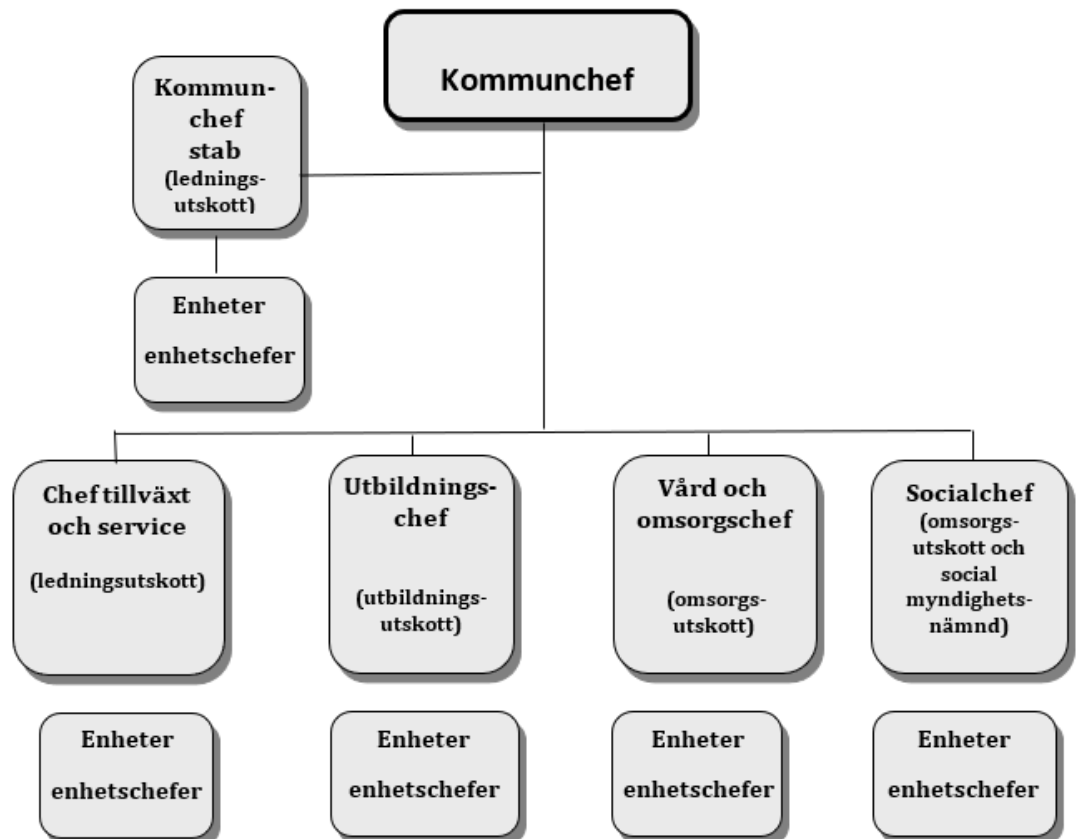 Kommunchef
Kommun-
chef
stab
(lednings-
utskott)
Enheter
enhetschefer
Chef tillväxt
och service
(ledningsutskott)
Utbildnings-
chef
(utbildnings-
utskott)
Vård och
omsorgschef
(omsorgs-
utskott)
Socialchef
(omsorgs-
utskott och
social
myndighets-
nämnd)
Enheter
enhetschefer
Enheter
enhetschefer
Enheter
enhetschefer
Enheter
enhetschefer